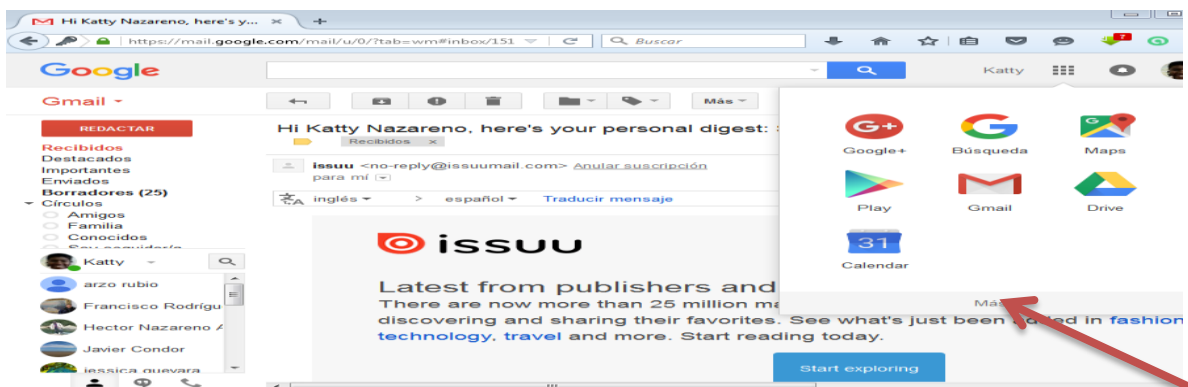 Hi Katty Nazareno, here's y...
https://mail.google.com/mail/u/0/?tab=wm#inbox/151
Buscar
7
Google
Katty
Gmail
Más
REDACTAR
Recibidos
Destacados
Importantes
Enviados
Borradores (25)
Círculos
Amigos
Familia
Conocidos
Katty
arzo rubio
Francisco Rodrígu
Hector Nazareno
Javier Condor
jessica guevara
Hi Katty Nazareno, here's your personal digest:
Recibidos x
issuu <no-reply@issuumail.com> Anular suscripción
para mí
inglés > español Traducir mensaje
issuu
Latest from publishers and
There are now more than 25 million
discovering and sharing their favorites. See what's just been added in fashion
technology, travel and more. Start reading today.
Start exploring
G+
Google+
Búsqueda
G
Maps
Play
Gmail
Drive
31
Calendar
Más